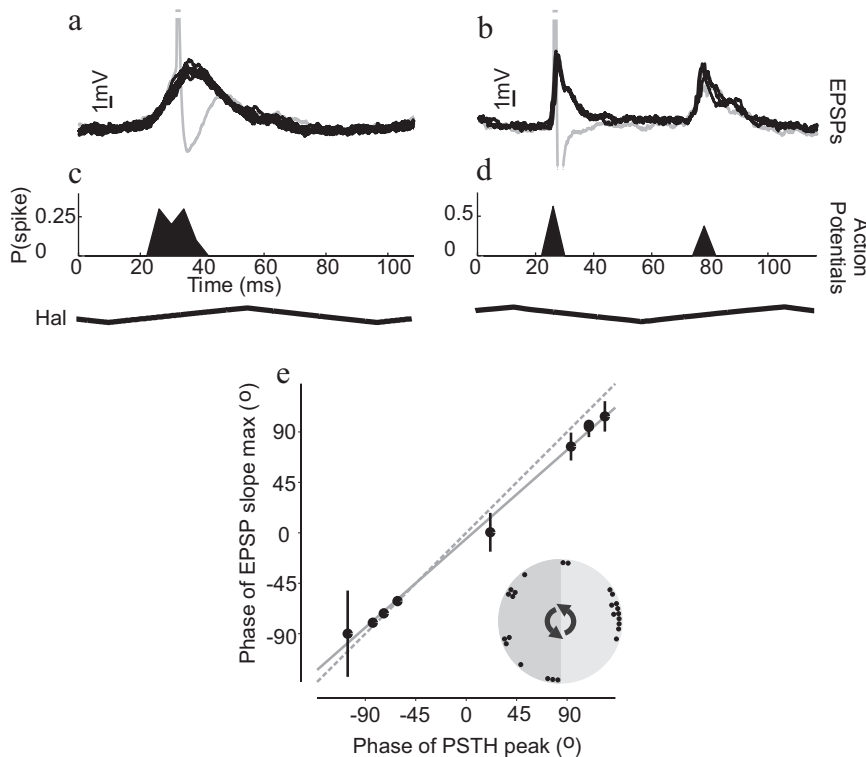 a
b
1mV
1mV
EPSPs
c
d
P(spike)
0.25
0
0.5
0
Action
Potentials
0 20 40 60 80 100
0 20 40 60 80 100
Time (ms)
Hal
e
Phase of EPSP slope max (o)
90
45
0
-45
-90
-90 -45 0 45 90
Phase of PSTH peak (o)